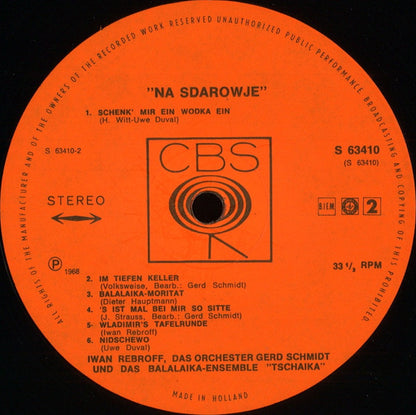 ALL RIGHTS OF THE MANUFACTURER AND OF THE OWNERS OF THE RECORDED WORK RESERVED UNAUTHORIZED PUBLIC PERFORMANCE BROADCASTING AND COPYING OF THIS RECORD PROHIBITED.
"NA SDAROWJE"
1. SCHENK' MIR EIN WODKA EIN
(H. Witt-Uwe Duval)
S 63410-2
CBS
S 63410
(S 63410)
STEREO
BIEM
2
P
1968
33 1/3 RPM
2. IM TIEFEN KELLER
(Volksweise, Bearb.: Gerd Schmidt)
3. BALALAIKA-MORITAT
(Dieter Hauptmann)
4. 'S IST MAL BEI MIR SO SITTE
(J. Strauss, Bearb.: Gerd Schmidt)
5- WLADIMIR'S TAFELRUNDE
(Iwan Rebroff)
6. NIDSCHEWO
(Uwe Duval)
IWAN REBROFF, DAS ORCHESTER GERD SCHMIDT
UND DAS BALALAIKA-ENSEMBLE "TSCHAIKA"
MADE IN HOLLAND